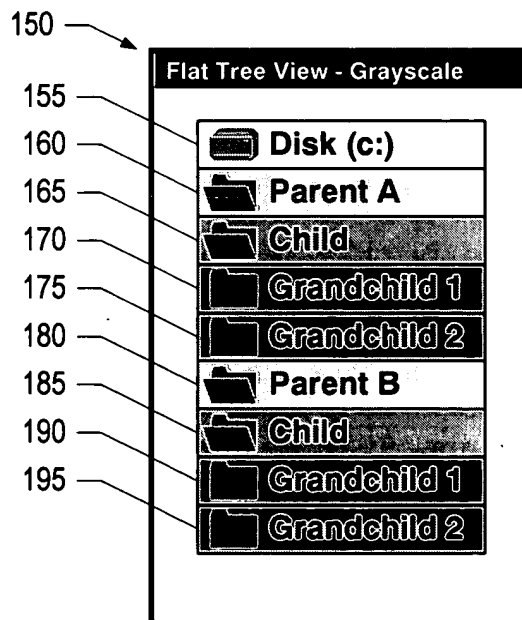 150
Flat Tree View - Grayscale
155 Disk (c:)
160 Parent A
165 Child
170 Grandchild 1
175 Grandchild 2
180 Parent B
185 Child
190 Grandchild 1
195 Grandchild 2